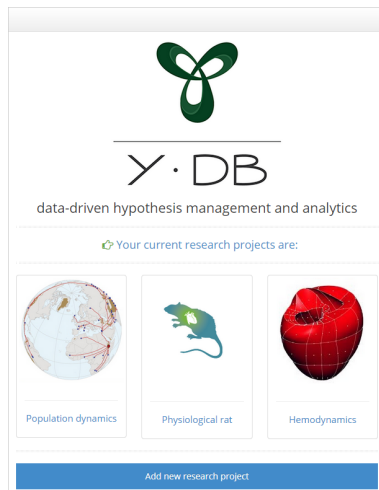 Υ · DB
data-driven hypothesis management and analytics
Your current research projects are:
Population dynamics
Physiological rat
Hemodynamics
Add new research project